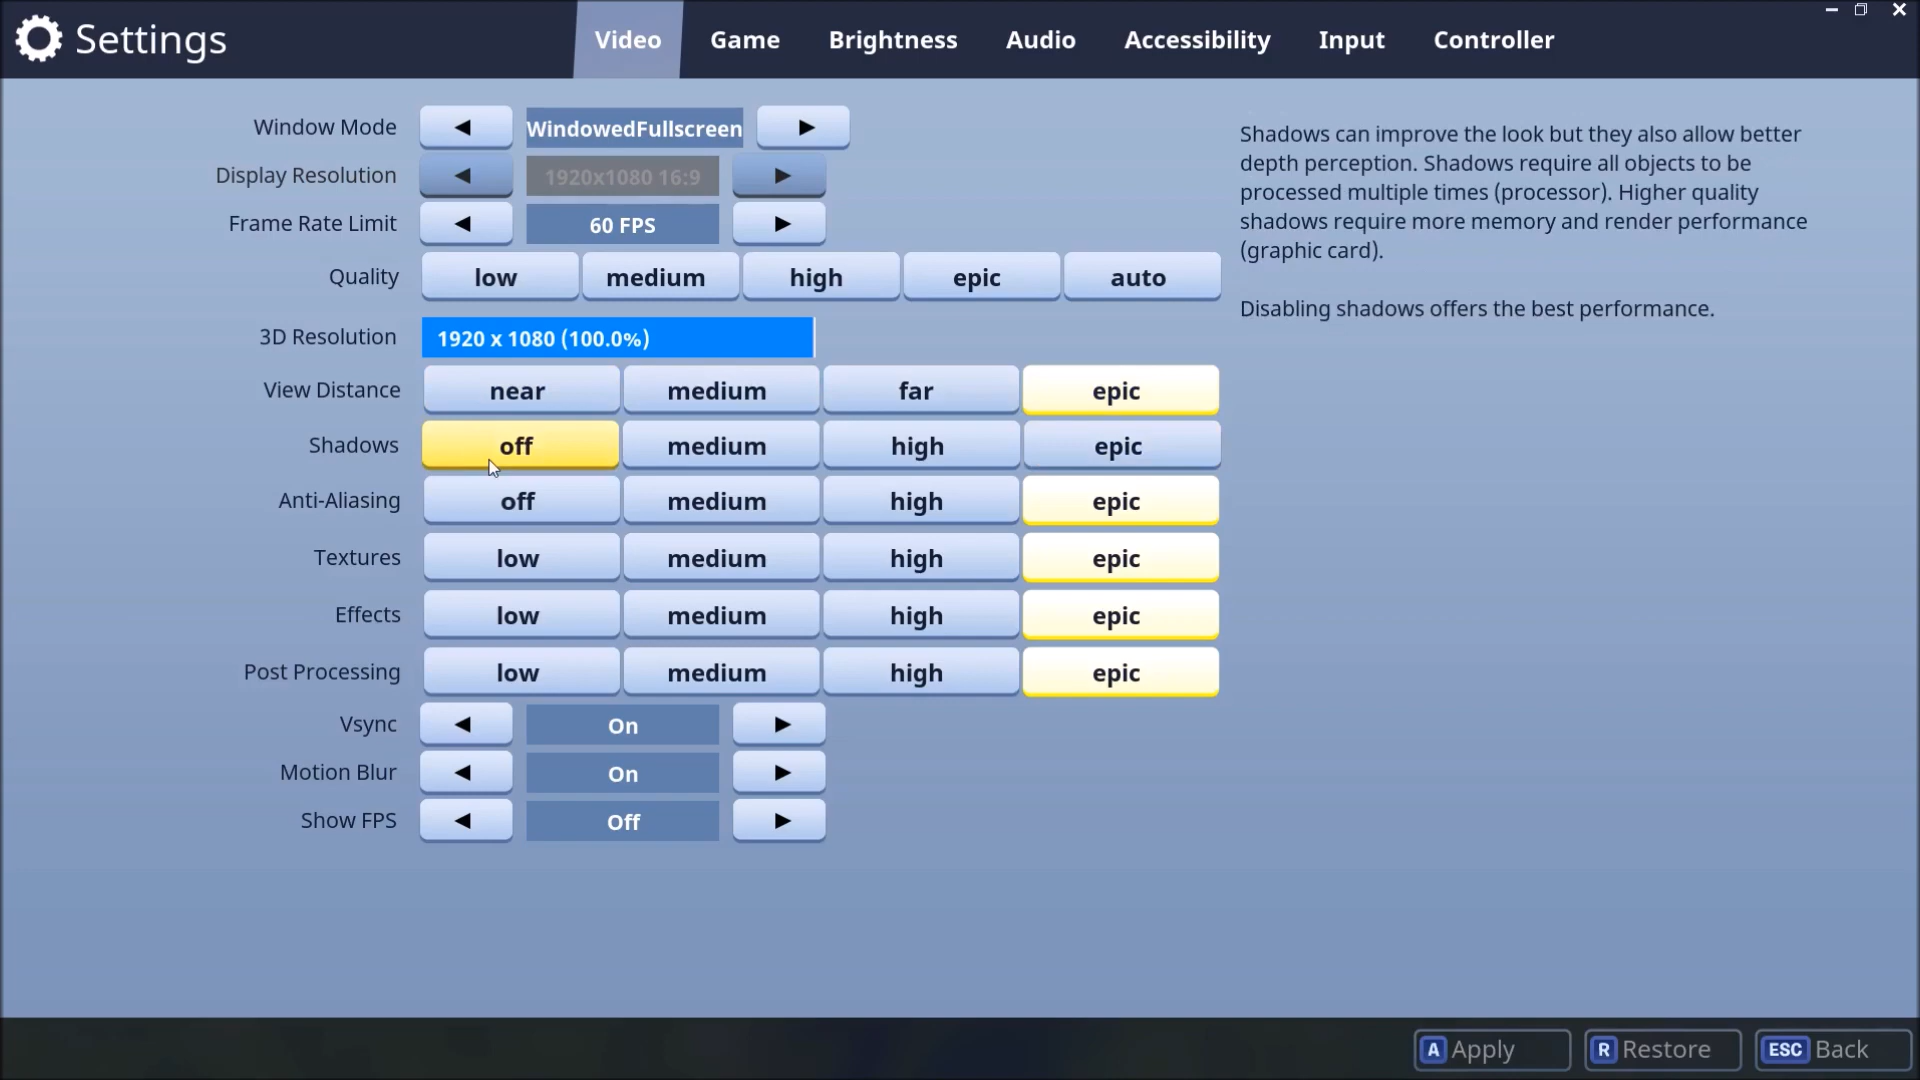 Settings
Video Game Brightness Audio Accessibility Input Controller
Window Mode WindowedFullscreen
Display Resolution 1920x1080 16:9
Frame Rate Limit 60 FPS
Quality low medium high epic auto
3D Resolution 1920 x 1080 (100.0%)
View Distance near medium far epic
Shadows off medium high epic
Anti-Aliasing off medium high epic
Textures low medium high epic
Effects low medium high epic
Post Processing low medium high epic
Vsync On
Motion Blur On
Show FPS Off
Shadows can improve the look but they also allow better
depth perception. Shadows require all objects to be
processed multiple times (processor). Higher quality
shadows require more memory and render performance
(graphic card).
Disabling shadows offers the best performance.
A Apply R Restore ESC Back